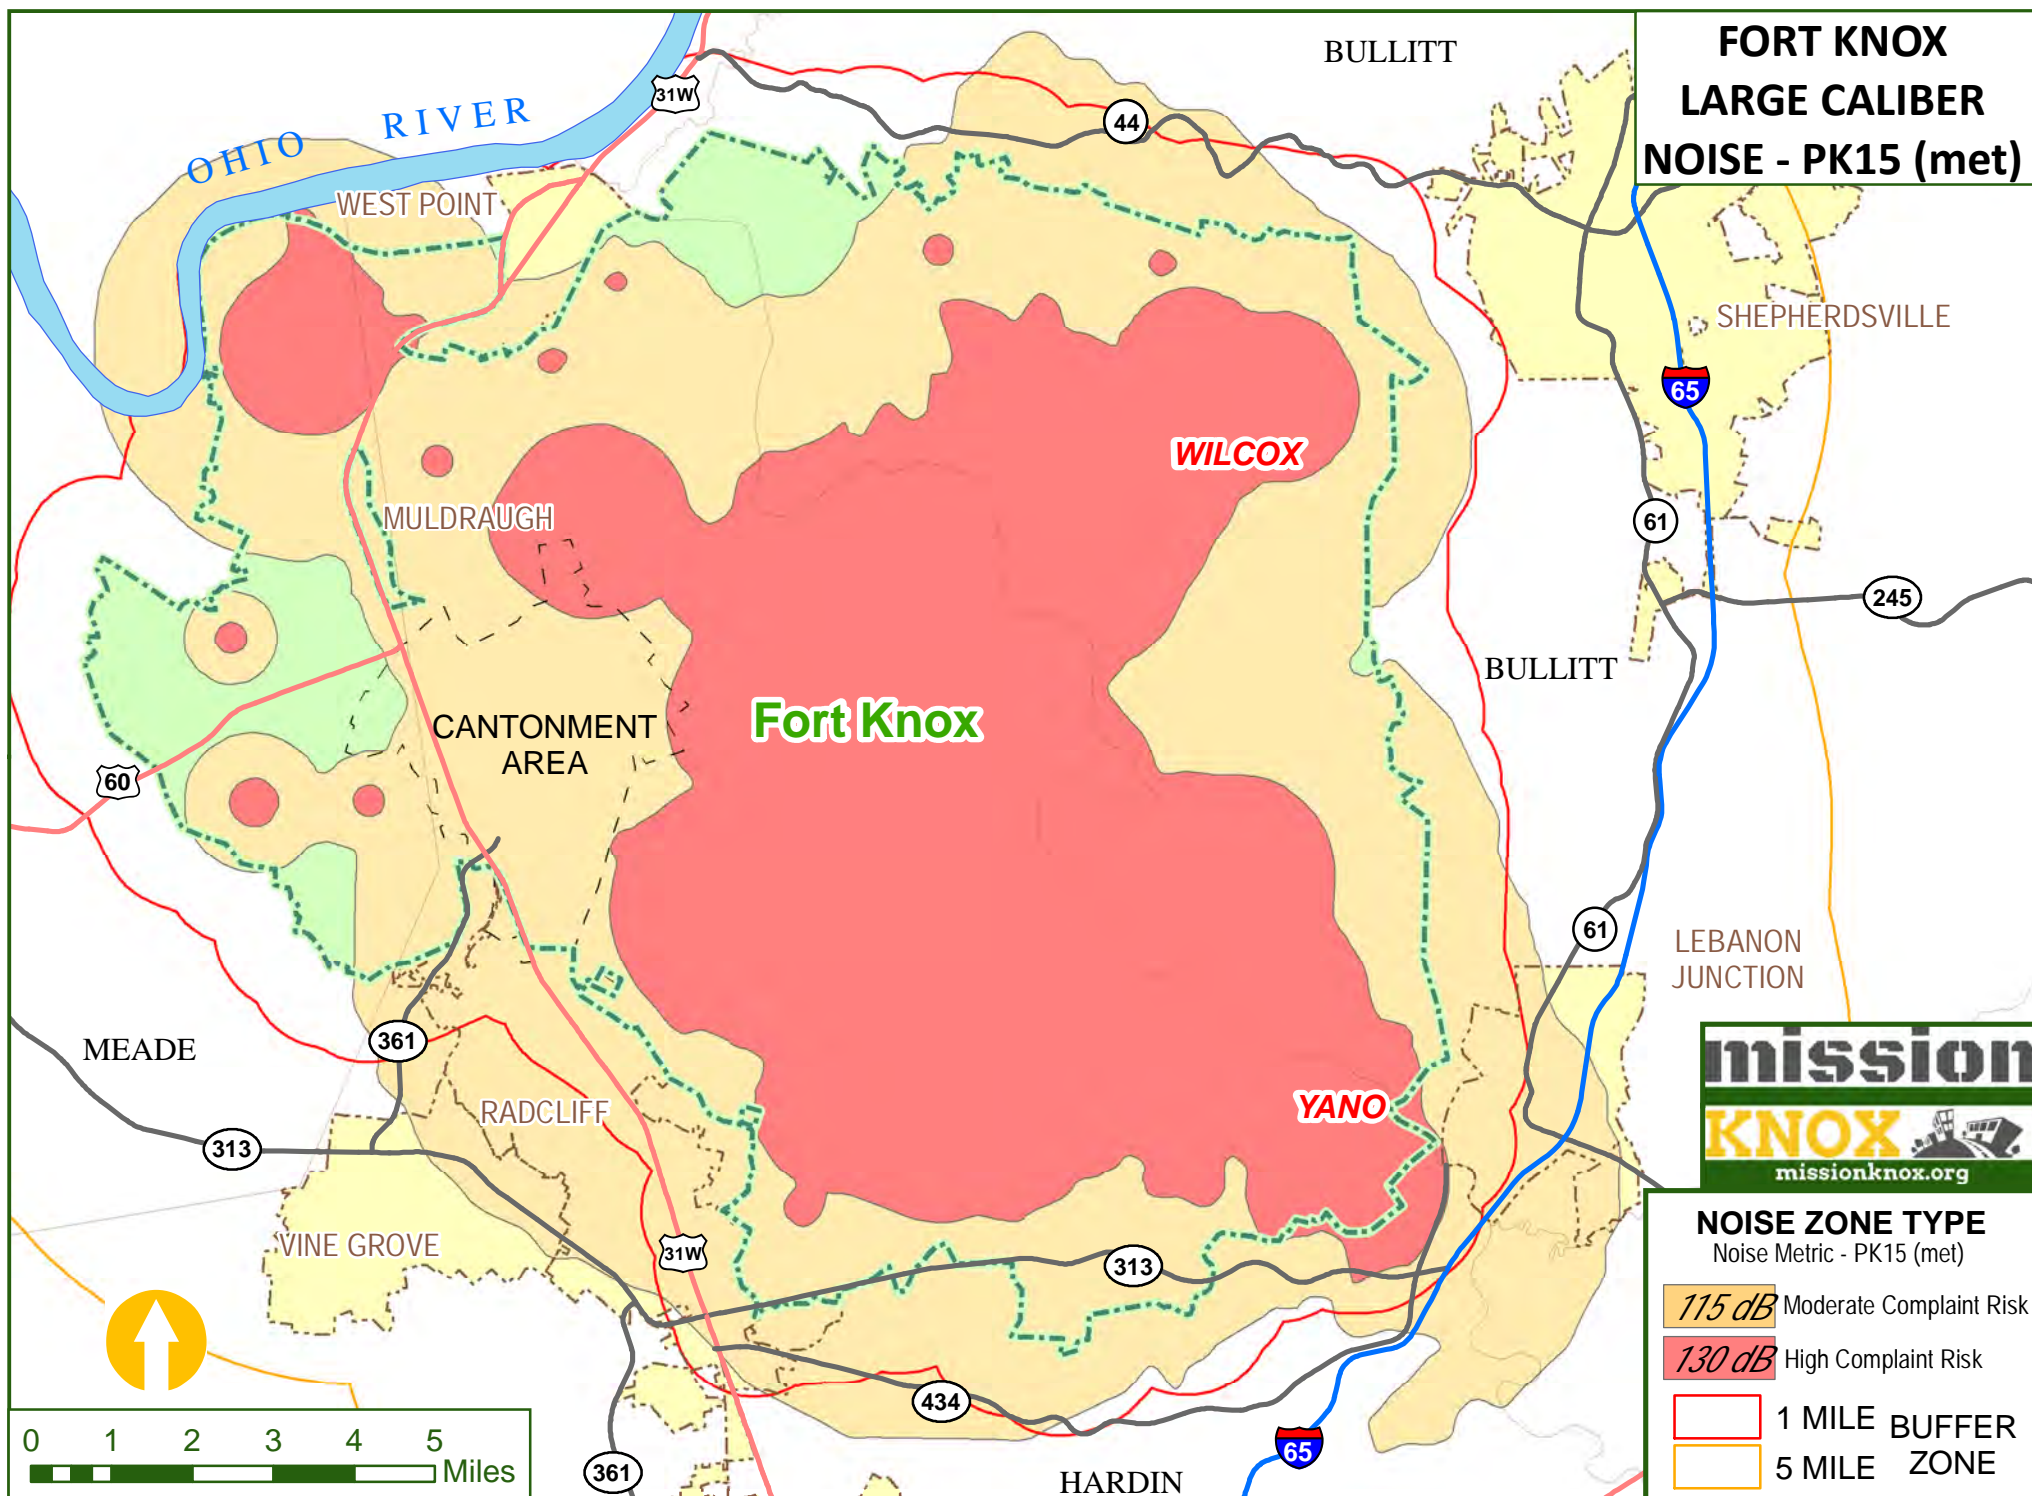 FORT KNOX
LARGE CALIBER
NOISE - PK15 (met)
BULLITT
31W
44
OHIO RIVER
WEST POINT
SHEPHERDSVILLE
65
WILCOX
61
MULDRAUGH
245
BULLITT
Fort Knox
CANTONMENT
AREA
60
61
LEBANON
JUNCTION
361
MEADE
mission
KNOX
missionknox.org
YANO
RADCLIFF
313
VINE GROVE
31W
313
NOISE ZONE TYPE
Noise Metric - PK15 (met)
115 dB Moderate Complaint Risk
130 dB High Complaint Risk
1 MILE
5 MILE
BUFFER
ZONE
434
65
361
HARDIN
0 1 2 3 4 5
Miles